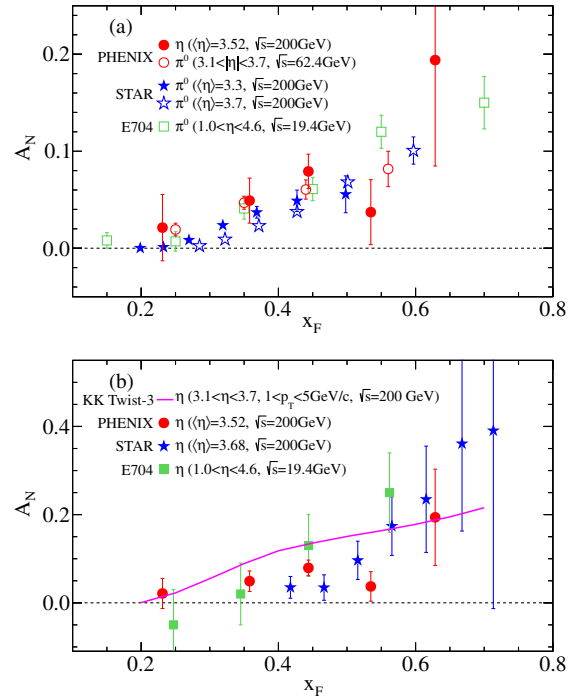 (a)
PHENIX
η (⟨η⟩=3.52, √s=200GeV)
π⁰ (3.1<|η|<3.7, √s=62.4GeV)
STAR
π⁰ (⟨η⟩=3.3, √s=200GeV)
π⁰ (⟨η⟩=3.7, √s=200GeV)
E704
π⁰ (1.0<η<4.6, √s=19.4GeV)
A_N
0.2
0.1
0.0
0.2 0.4 0.6 0.8
x_F
(b)
KK Twist-3 η (3.1<η<3.7, 1<p_T<5GeV/c, √s=200 GeV)
PHENIX η (⟨η⟩=3.52, √s=200GeV)
STAR η (⟨η⟩=3.68, √s=200GeV)
E704 η (1.0<η<4.6, √s=19.4GeV)
A_N
0.4
0.2
0.0
0.2 0.4 0.6 0.8
x_F